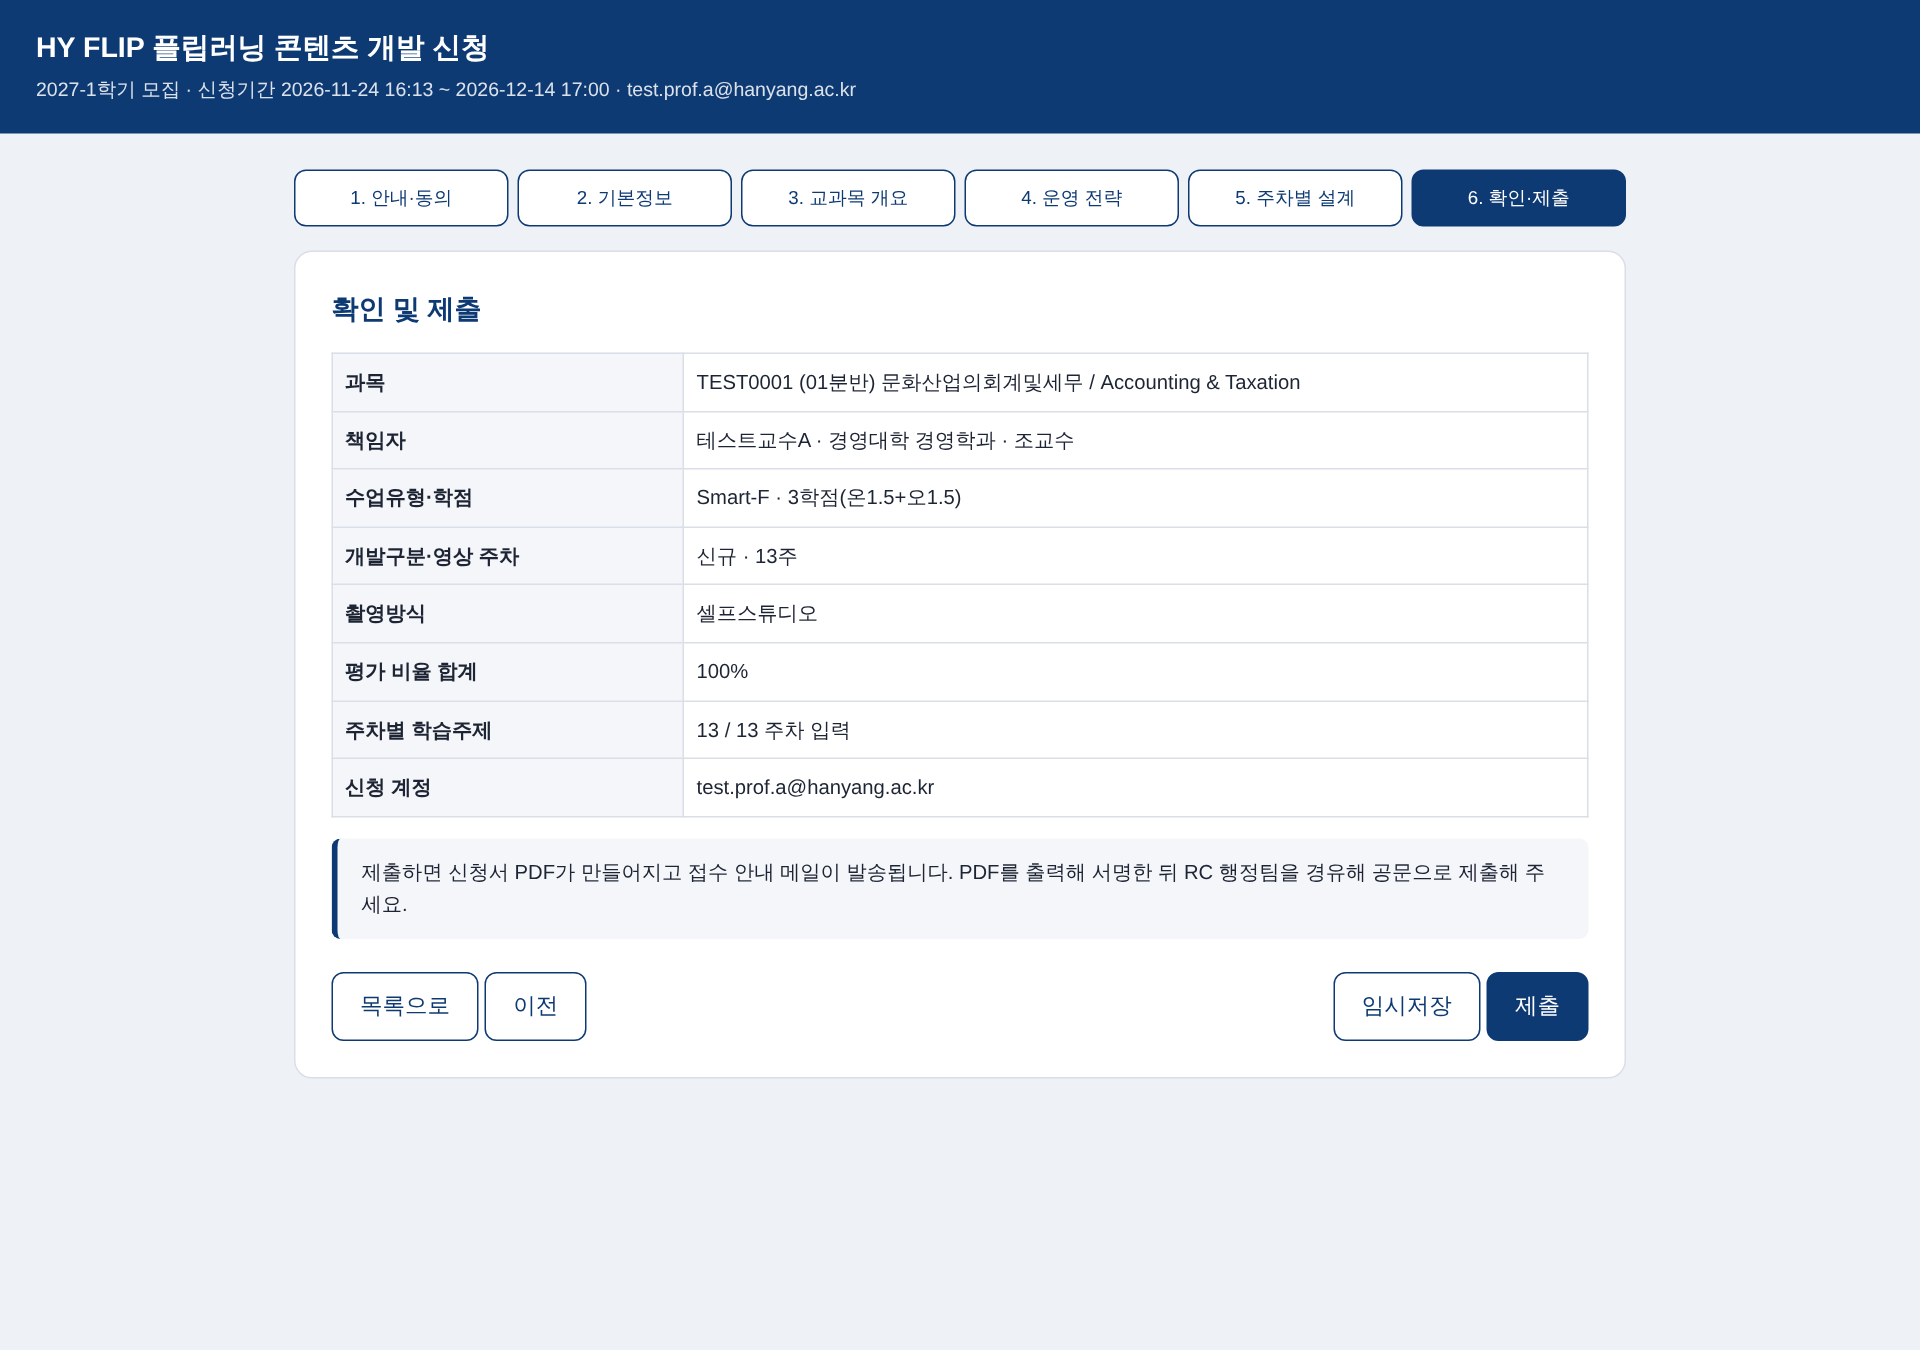 HY FLIP 플립러닝 콘텐츠 개발 신청
2027-1학기 모집 · 신청기간 2026-11-24 16:13 ~ 2026-12-14 17:00 · test.prof.a@hanyang.ac.kr
1. 안내·동의
2. 기본정보
3. 교과목 개요
4. 운영 전략
5. 주차별 설계
6. 확인·제출
확인 및 제출
과목 TEST0001 (01분반) 문화산업의회계및세무 / Accounting & Taxation
책임자 테스트교수A · 경영대학 경영학과 · 조교수
수업유형·학점 Smart-F · 3학점(온1.5+오1.5)
개발구분·영상 주차 신규 · 13주
촬영방식 셀프스튜디오
평가 비율 합계 100%
주차별 학습주제 13 / 13 주차 입력
신청 계정 test.prof.a@hanyang.ac.kr
제출하면 신청서 PDF가 만들어지고 접수 안내 메일이 발송됩니다. PDF를 출력해 서명한 뒤 RC 행정팀을 경유해 공문으로 제출해 주
세요.
목록으로
이전
임시저장
제출